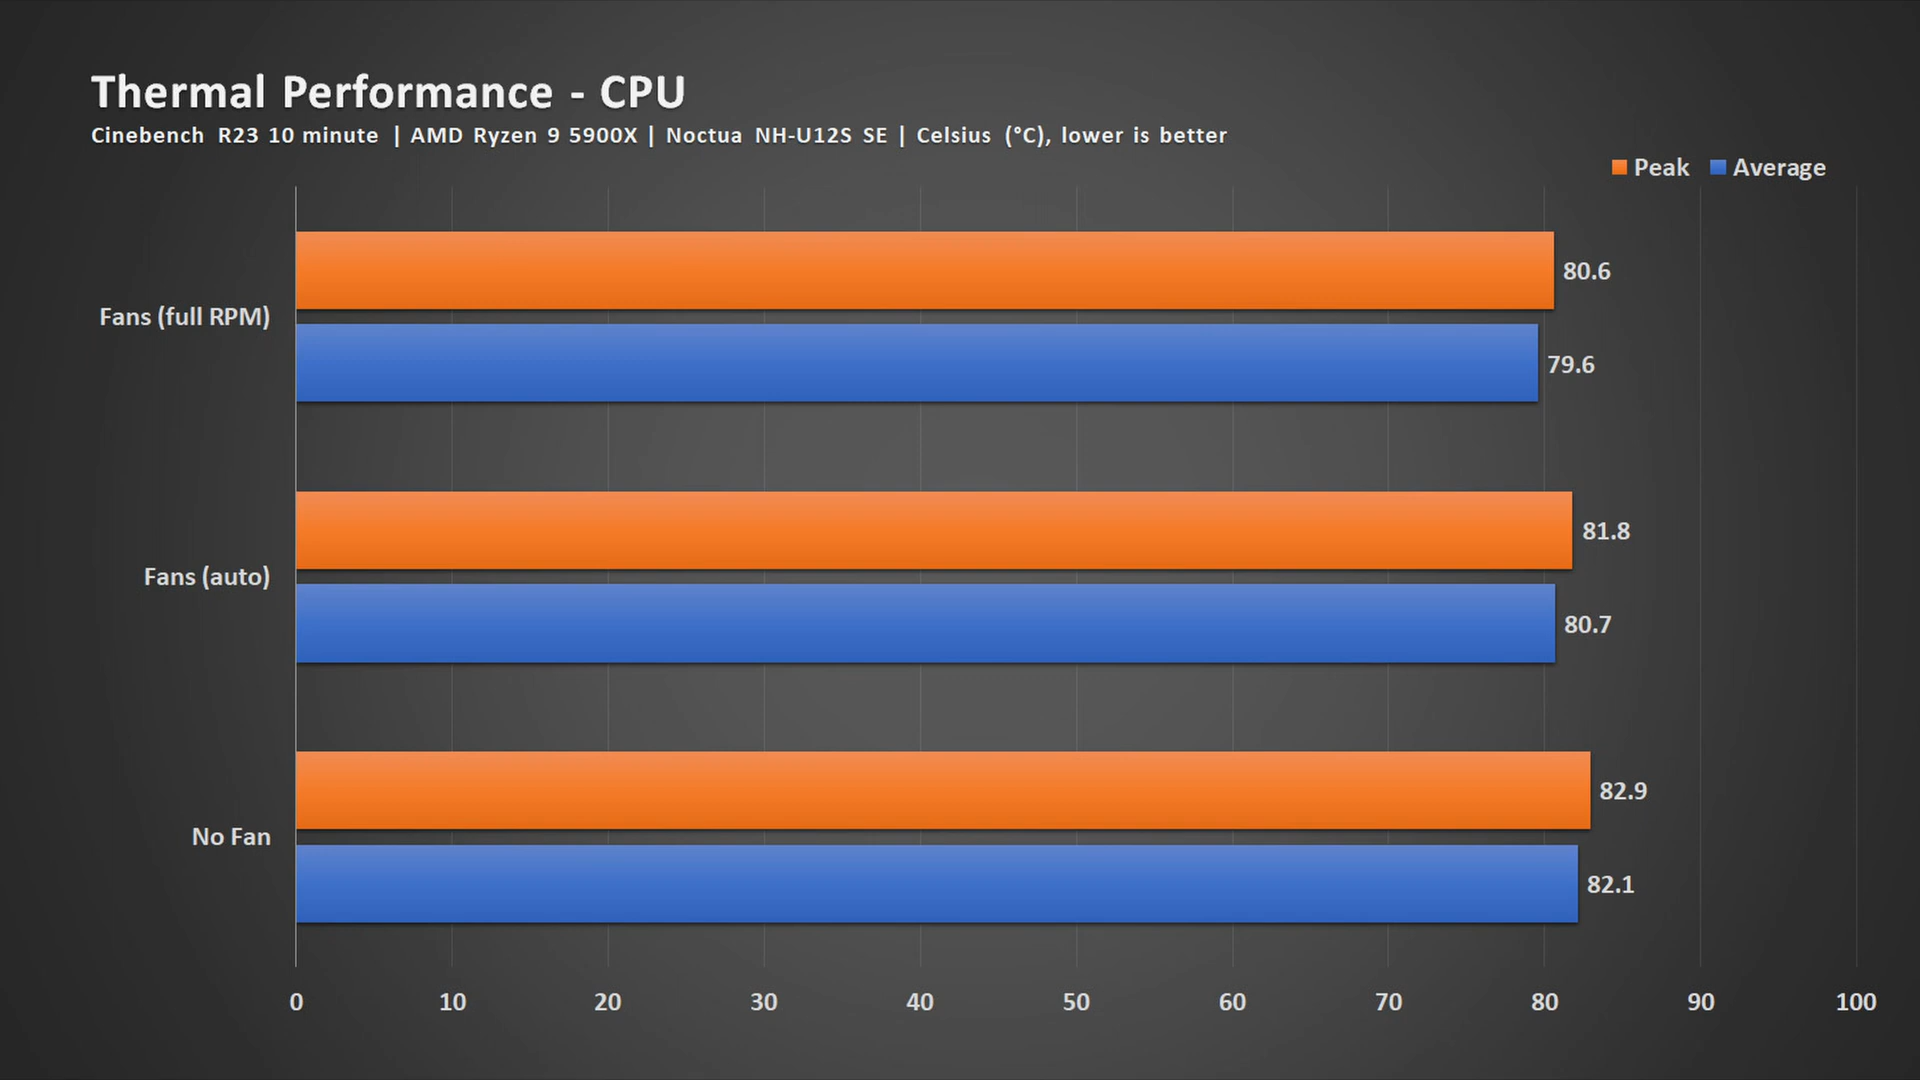 Thermal Performance - CPU
Cinebench R23 10 minute | AMD Ryzen 9 5900X | Noctua NH-U12S SE | Celsius (°C), lower is better
Peak Average
80.6
Fans (full RPM)
79.6
81.8
Fans (auto)
80.7
82.9
No Fan
82.1
0 10 20 30 40 50 60 70 80 90 100